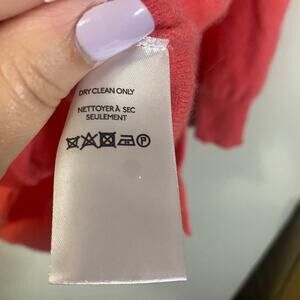 DRY CLEAN ONLY
NETTOYER À SEC
SEULEMENT